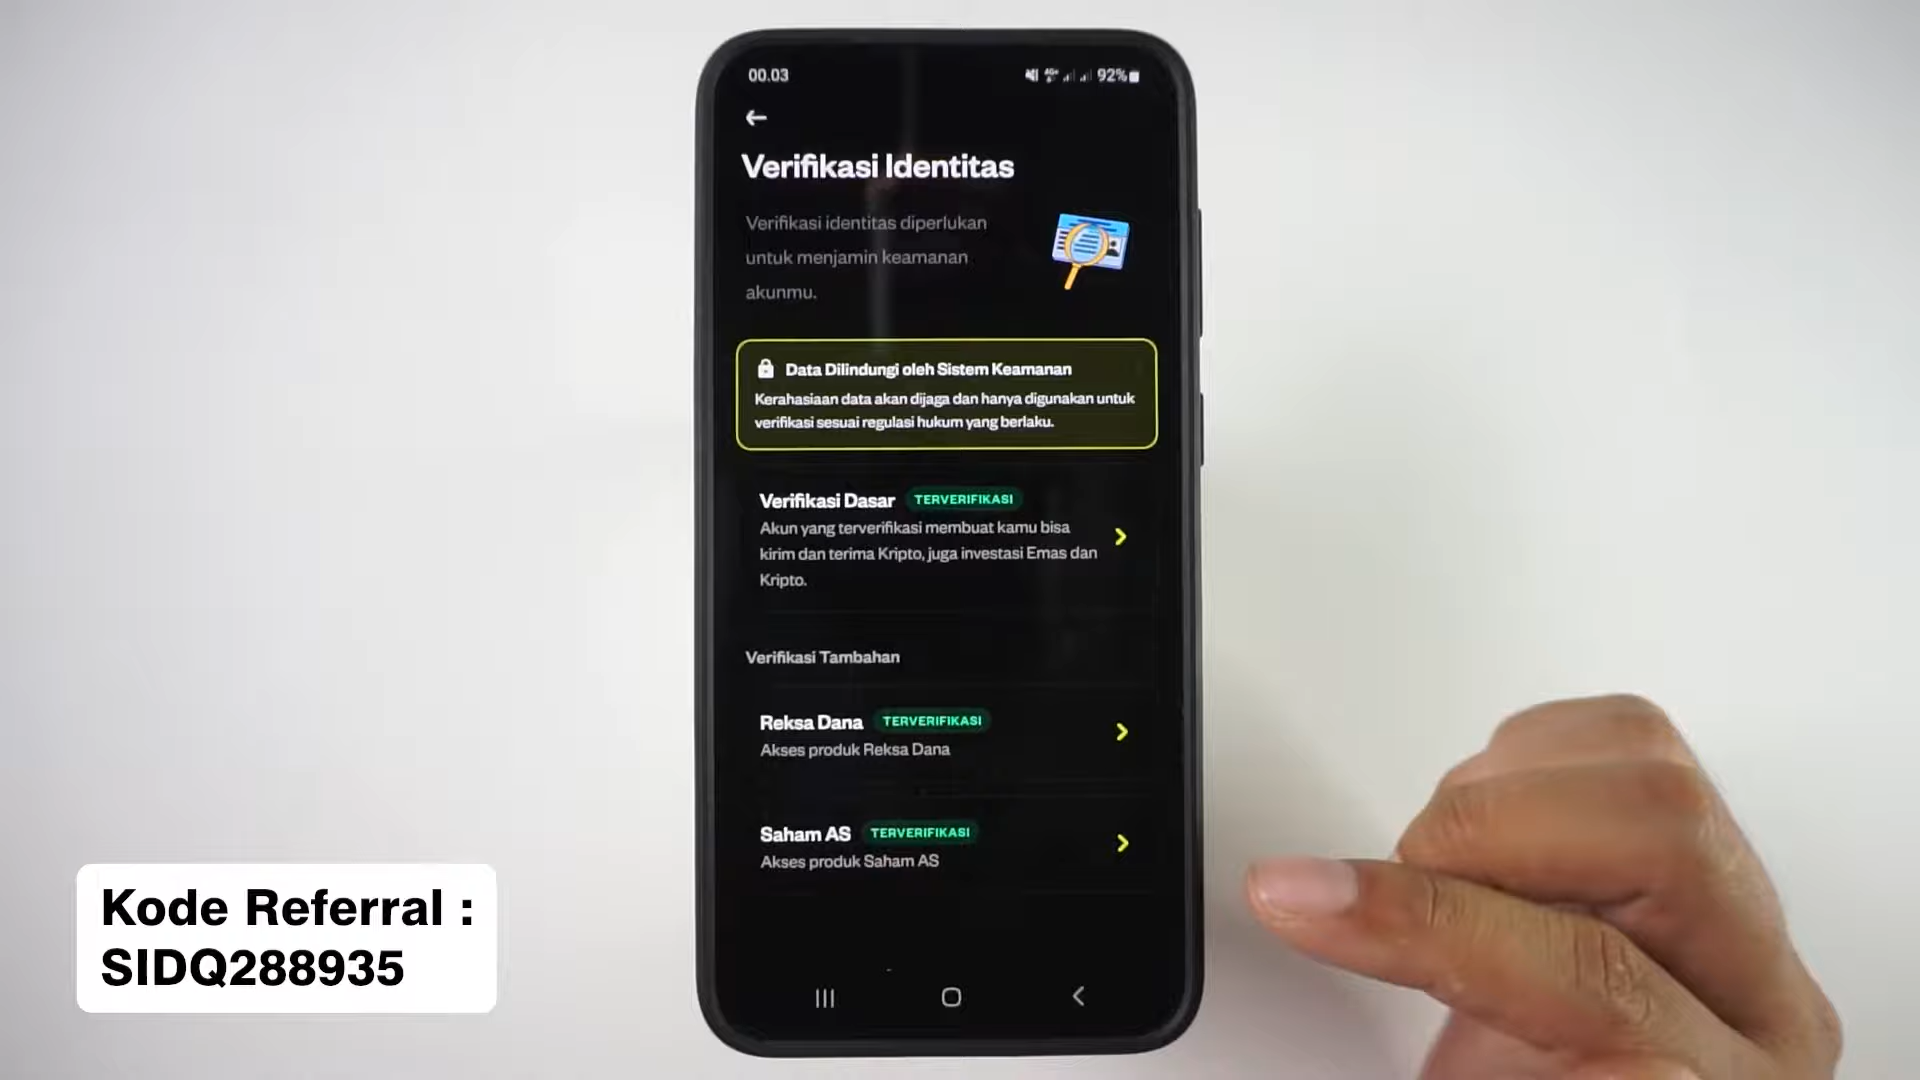 00.03
92%
Verifikasi Identitas
Verifikasi identitas diperlukan
untuk menjamin keamanan
akunmu.
Data Dilindungi oleh Sistem Keamanan
Kerahasiaan data akan dijaga dan hanya digunakan untuk
verifikasi sesuai regulasi hukum yang berlaku.
Verifikasi Dasar TERVERIFIKASI
Akun yang terverifikasi membuat kamu bisa
kirim dan terima Kripto, juga investasi Emas dan
Kripto.
Verifikasi Tambahan
Reksa Dana TERVERIFIKASI
Akses produk Reksa Dana
Saham AS TERVERIFIKASI
Akses produk Saham AS
Kode Referral :
SIDQ288935